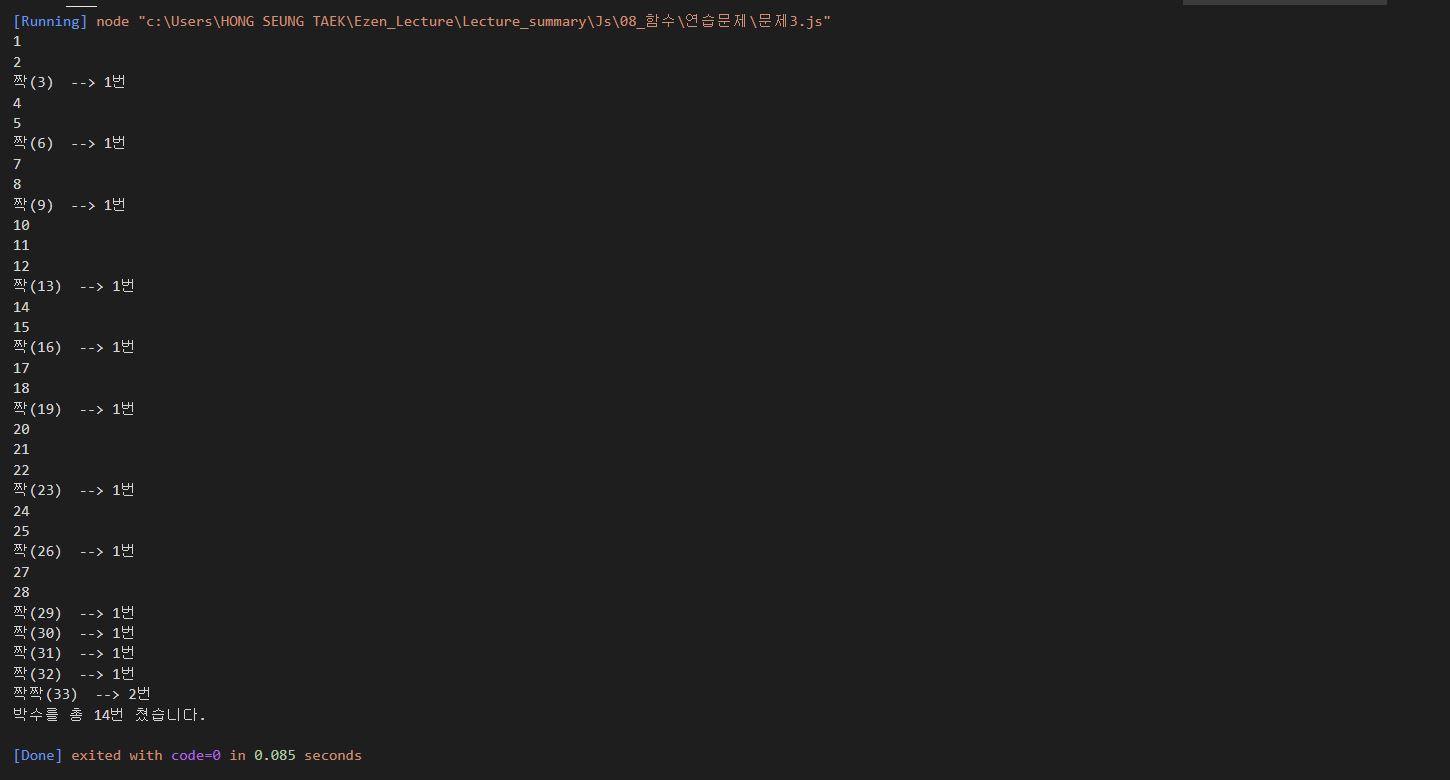 [Running] node "c:\Users\HONG SEUNG TAEK\Ezen_Lecture\Lecture_summary\Js\08_함수\연습문제\문제3.js"
1
2
짝(3)  --> 1번
4
5
짝(6)  --> 1번
7
8
짝(9)  --> 1번
10
11
12
짝(13)  --> 1번
14
15
짝(16)  --> 1번
17
18
짝(19)  --> 1번
20
21
22
짝(23)  --> 1번
24
25
짝(26)  --> 1번
27
28
짝(29)  --> 1번
짝(30)  --> 1번
짝(31)  --> 1번
짝(32)  --> 1번
짝짝(33)  --> 2번
박수를 총 14번 쳤습니다.
[Done] exited with code=0 in 0.085 seconds